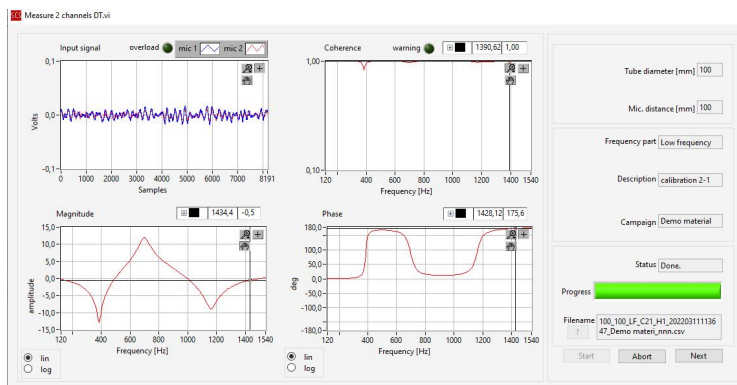 SCS Measure 2 channels DT.vi
Input signal overload mic 1 mic 2
0,1-
0,0-
-0,1-
Volts
0 1000 2000 3000 4000 5000 6000 7000 8191
Samples
Coherence warning 1390,62 1,00
1,00-
0,10-
120 400 600 800 1000 1200 1400 1540
Frequency [Hz]
Magnitude 1434,4 -0,5
15,0-
10,0-
5,0-
0,0-
-5,0-
-10,0-
-15,0-
amplitude
120 400 600 800 1000 1200 1400 1540
Frequency [Hz]
lin
log
Phase 1428,12 175,6
180,0-
100,0-
50,0-
0,0-
-50,0-
-100,0-
-180,0-
deg
120 400 600 800 1000 1200 1400 1540
Frequency [Hz]
lin
log
Tube diameter [mm] 100
Mic. distance [mm] 100
Frequency part Low frequency
Description calibration 2-1
Campaign Demo material
Status Done.
Progress
Filename 100_100_LF_C21_H1_202203111136
? 47_Demo materi_nnn.csv
Start Abort Next